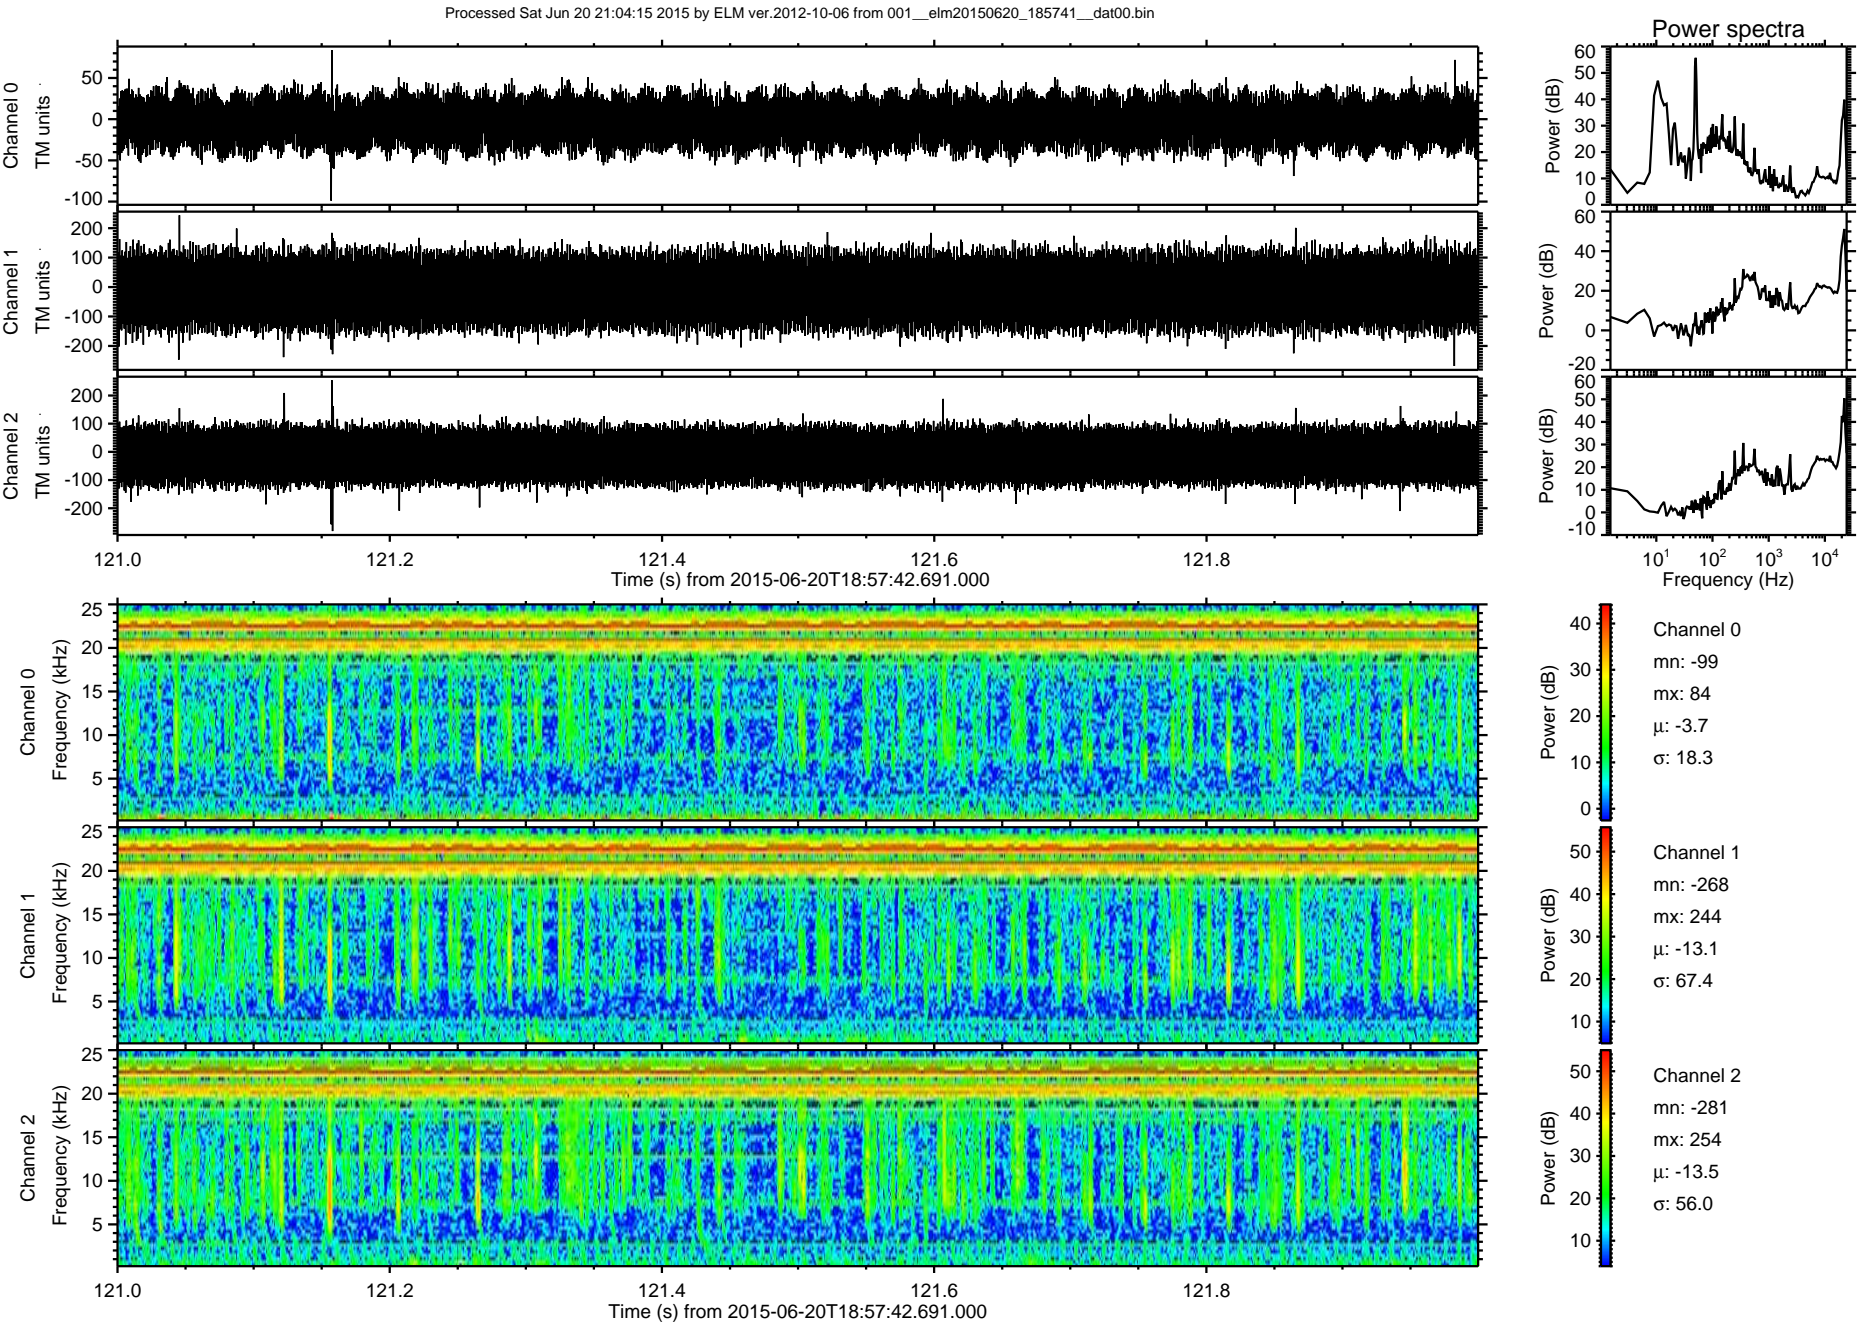 Processed Sat Jun 20 21:04:15 2015 by ELM ver.2012-10-06 from 001__elm20150620_185741__dat00.bin
Power spectra
Channel 0
TM units
50
0
-50
-100
Power (dB)
60
50
40
30
20
10
0
Channel 1
TM units
200
100
0
-100
-200
Power (dB)
60
40
20
0
-20
Channel 2
TM units
200
100
0
-100
-200
Power (dB)
60
50
40
30
20
10
0
-10
121.0 121.2 121.4 121.6 121.8
Time (s) from 2015-06-20T18:57:42.691.000
10¹ 10² 10³ 10⁴
Frequency (Hz)
Channel 0
Frequency (kHz)
25
20
15
10
5
Power (dB)
40
30
20
10
0
Channel 0
mn: -99
mx: 84
μ: -3.7
σ: 18.3
Channel 1
Frequency (kHz)
25
20
15
10
5
Power (dB)
50
40
30
20
10
Channel 1
mn: -268
mx: 244
μ: -13.1
σ: 67.4
Channel 2
Frequency (kHz)
25
20
15
10
5
Power (dB)
50
40
30
20
10
Channel 2
mn: -281
mx: 254
μ: -13.5
σ: 56.0
121.0 121.2 121.4 121.6 121.8
Time (s) from 2015-06-20T18:57:42.691.000